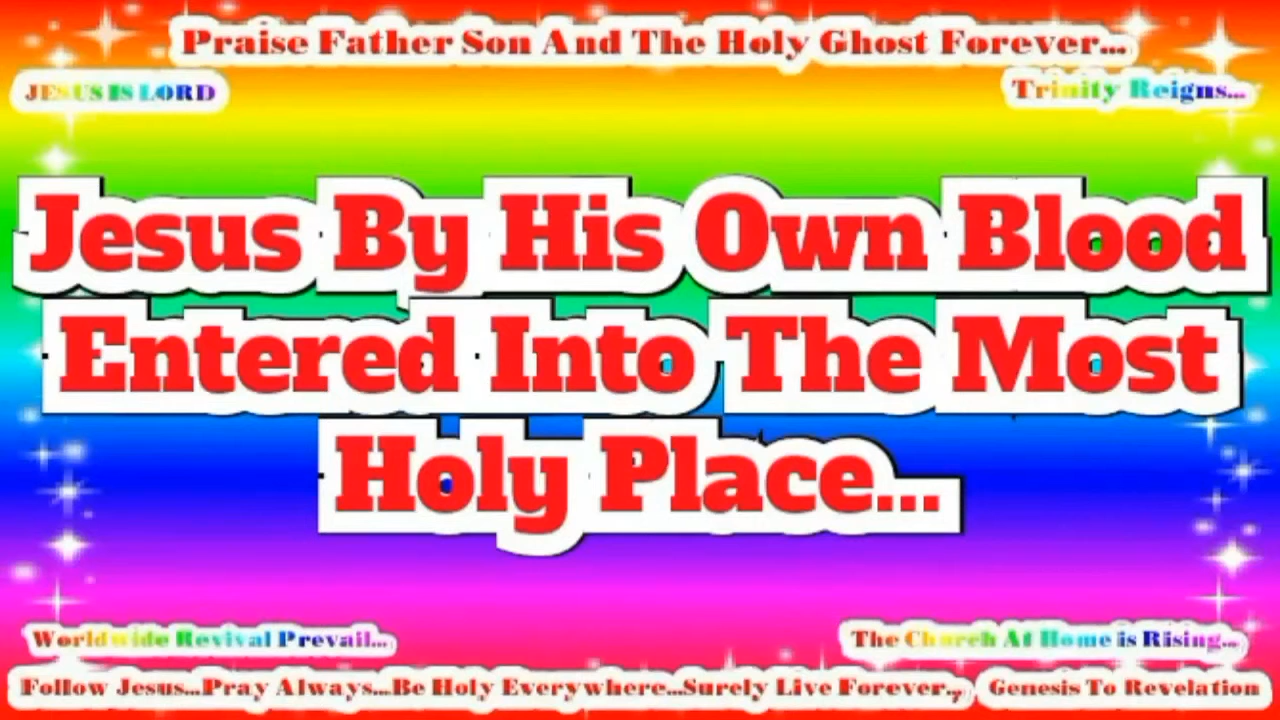 Praise Father Son And The Holy Ghost Forever...
JESUS IS LORD
Trinity Reigns...
Jesus By His Own Blood
Entered Into The Most
Holy Place...
Worldwide Revival Prevail...
The Church At Home is Rising...
Follow Jesus...Pray Always...Be Holy Everywhere...Surely Live Forever..,
Genesis To Revelation